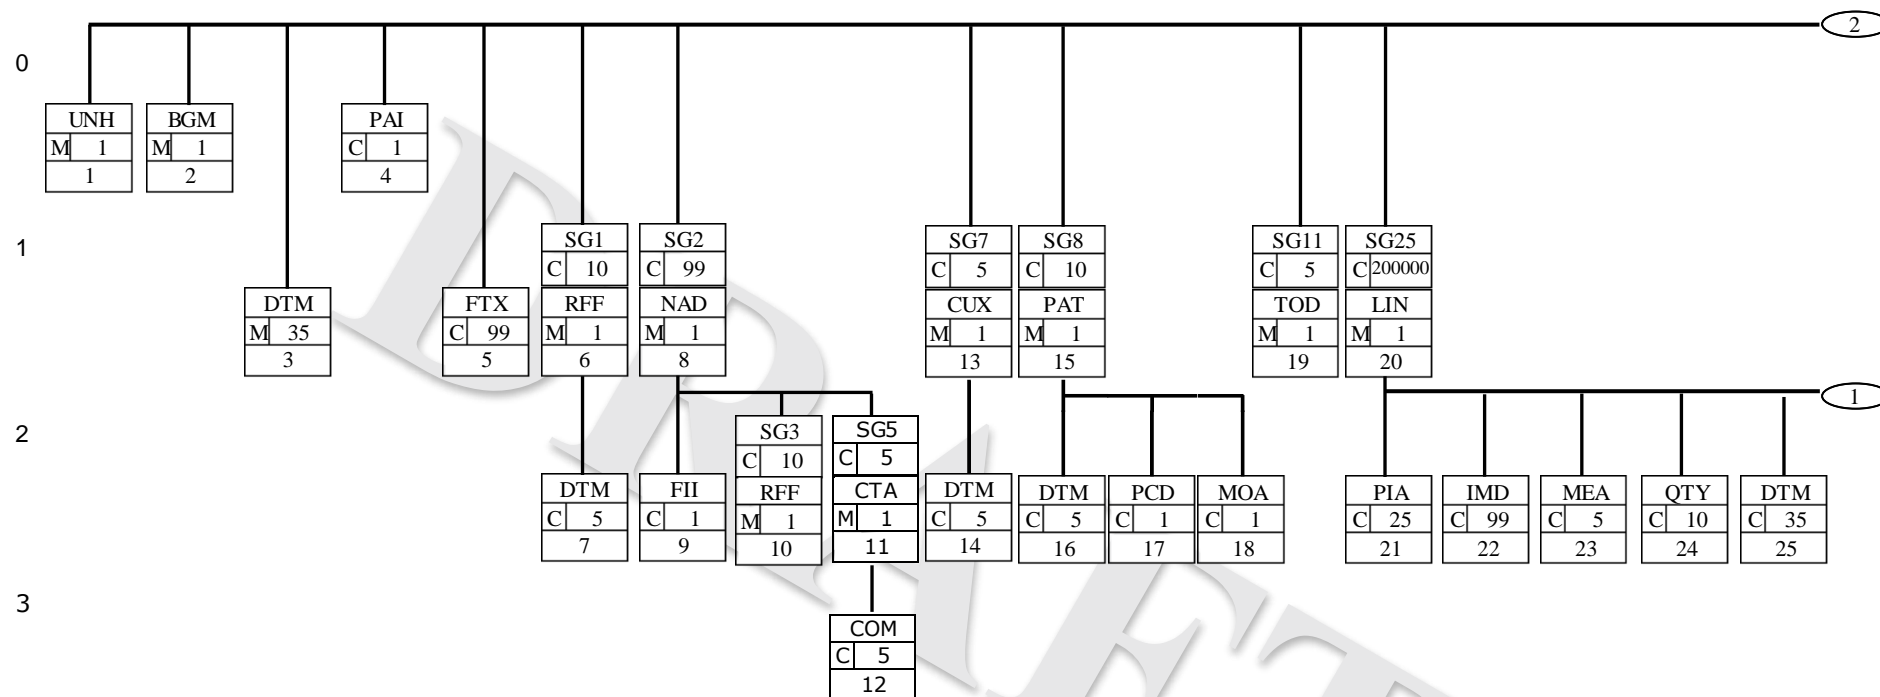 2
0
UNH BGM PAI
M 1 M 1 C 1
1 2 4
1
SG1 SG2 SG7 SG8 SG11 SG25
C 10 C 99 C 5 C 10 C 5 C 200000
DTM FTX RFF NAD CUX PAT TOD LIN
M 35 C 99 M 1 M 1 M 1 M 1 M 1 M 1
3 5 6 8 13 15 19 20
1
2
SG3 SG5
C 10 C 5
DTM FII RFF CTA DTM DTM PCD MOA PIA IMD MEA QTY DTM
C 5 C 1 M 1 M 1 C 5 C 5 C 1 C 1 C 25 C 99 C 5 C 10 C 35
7 9 10 11 14 16 17 18 21 22 23 24 25
3
COM
C 5
12
DRAFT